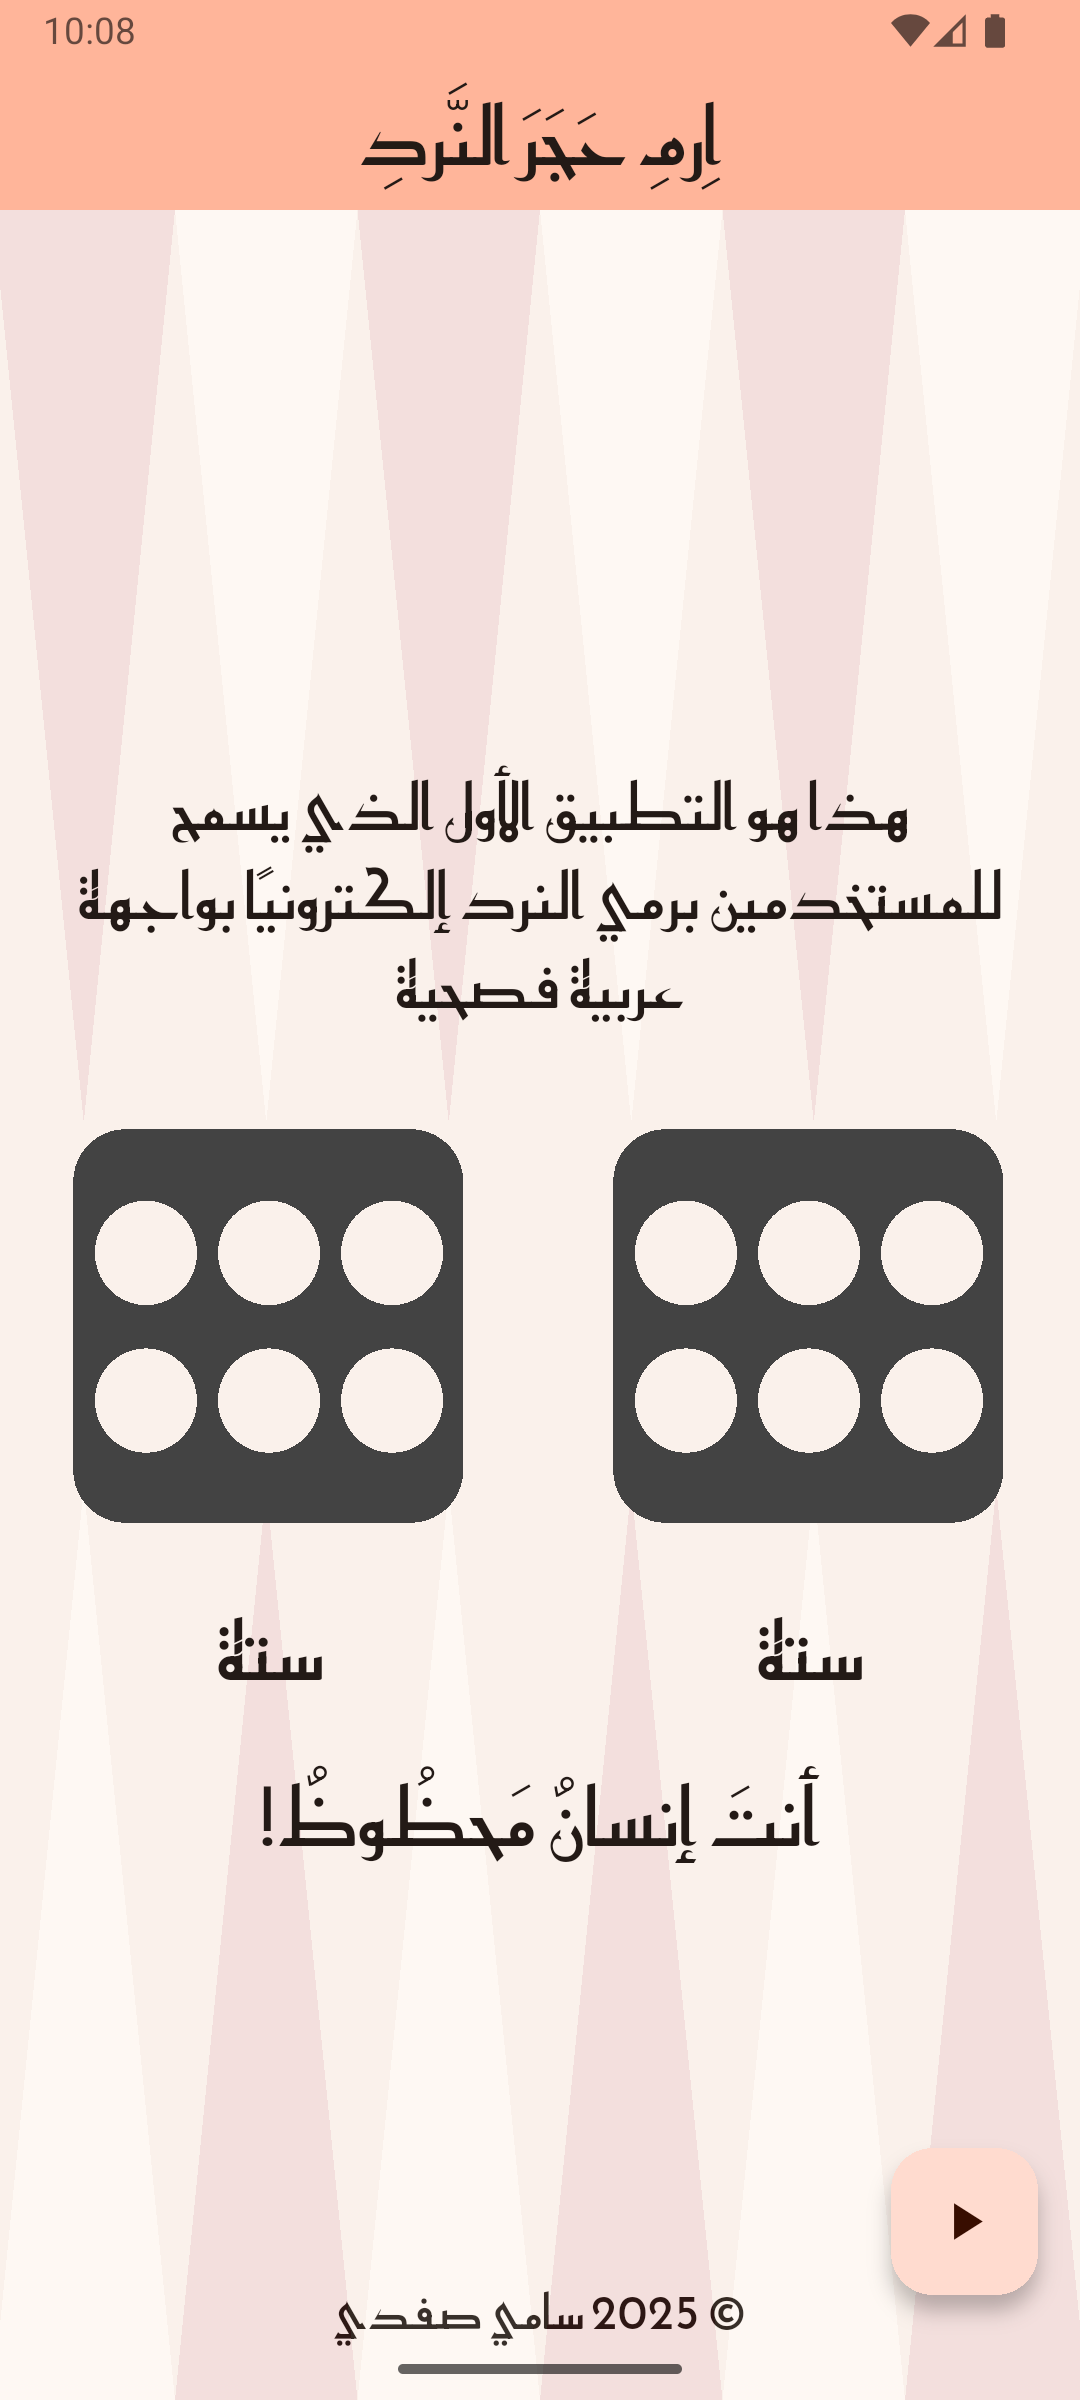 10:08
اِرمِ حَجَرَ النَّردِ
هذا هو التطبيق الأول الذي يسمح
للمستخدمين برمي النرد إلكترونيًا بواجهة
عربية فصحية
ستة
ستة
أنتَ إنسانٌ مَحظُوظٌ!
© 2025 سامي صفدي